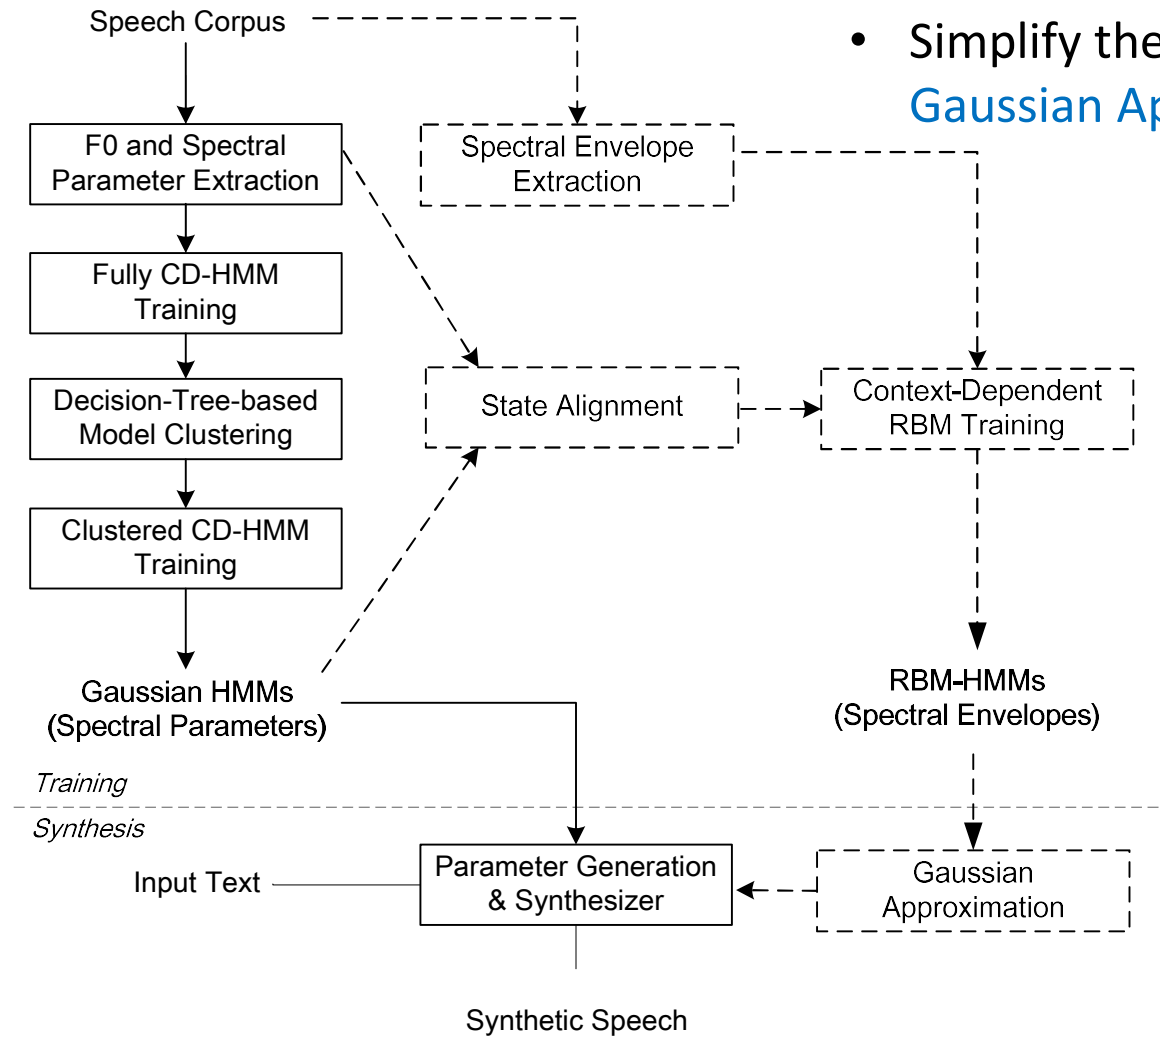 Speech Corpus
• Simplify the
Gaussian Ap
F0 and Spectral
Parameter Extraction
Spectral Envelope
Extraction
Fully CD-HMM
Training
Decision-Tree-based
Model Clustering
State Alignment
Context-Dependent
RBM Training
Clustered CD-HMM
Training
Gaussian HMMs
(Spectral Parameters)
RBM-HMMs
(Spectral Envelopes)
Training
Synthesis
Input Text
Parameter Generation
& Synthesizer
Gaussian
Approximation
Synthetic Speech